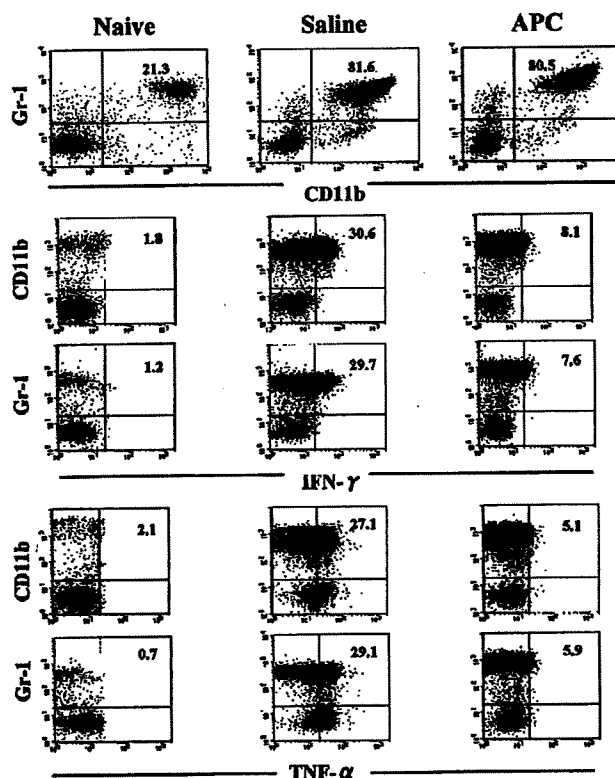 Naive Saline APC
Gr-1 21.3 81.6 80.5
CD11b
CD11b 1.8 30.6 8.1
Gr-1 1.2 29.7 7.6
IFN-γ
CD11b 2.1 27.1 5.1
Gr-1 0.7 29.1 5.9
TNF-α